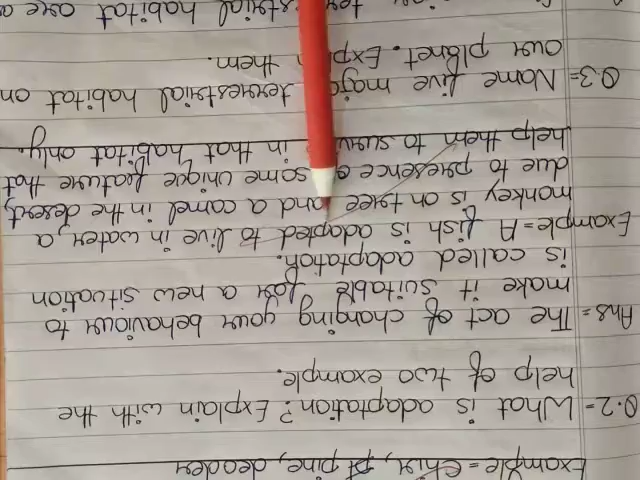 Example = Chir, pine, deodar
Q.2= What is adaptation? Explain with the
help of two example.
Ans= The act of changing your behaviour to
make it suitable for a new situation
is called adaptation.
Example= A fish is adapted to live in water, a
monkey is on tree and a camel in the desert,
due to presence of some unique feature that
help them to survive in that habitat only.
Q.3= Name five major terrestrial habitat on
our planet. Explain them.
terrestrial habitat are